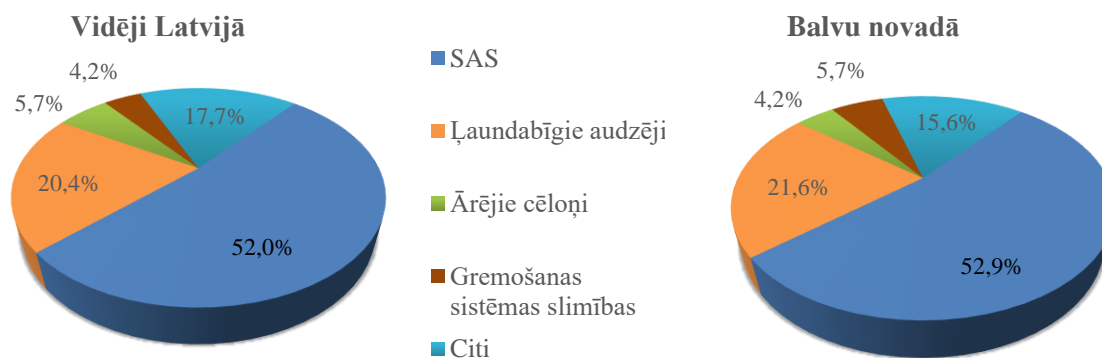 Vidēji Latvijā
4,2%
5,7%
17,7%
20,4%
52,0%
SAS
Ļaundabīgie audzēji
Ārējie cēloņi
Gremošanas
sistēmas slimības
Citi
Balvu novadā
5,7%
4,2%
15,6%
21,6%
52,9%